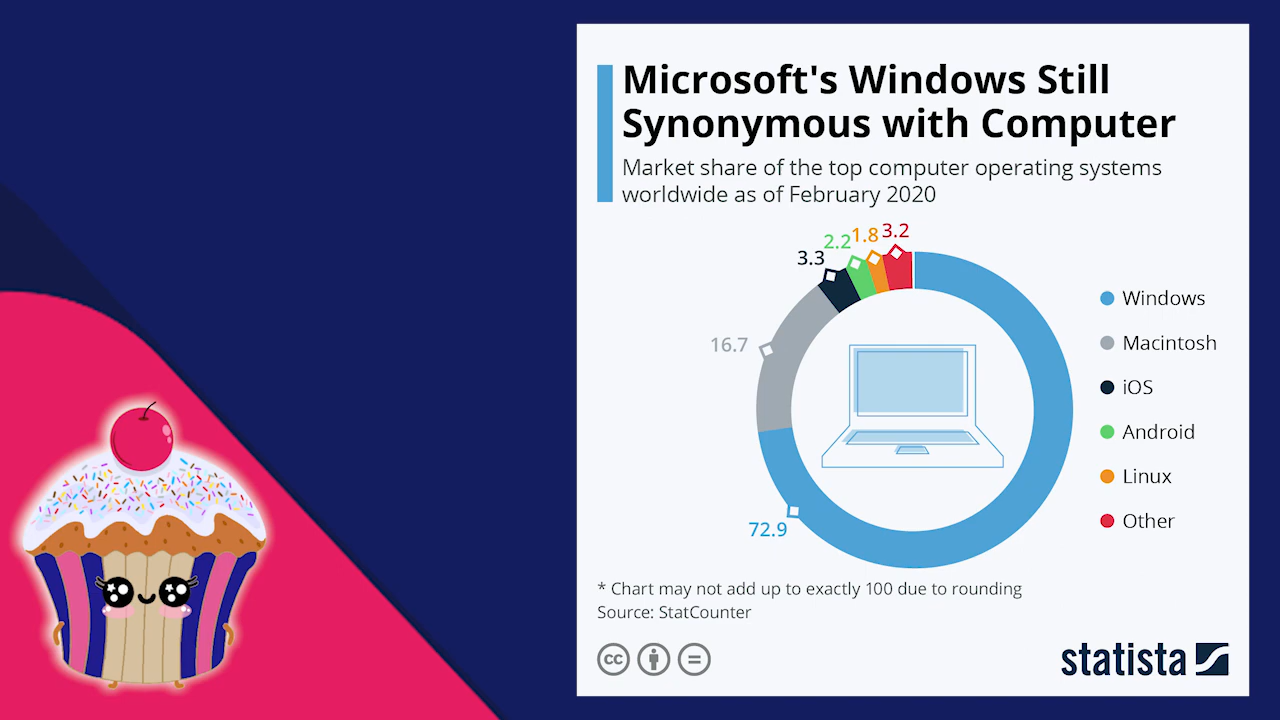 Microsoft's Windows Still
Synonymous with Computer
Market share of the top computer operating systems
worldwide as of February 2020
3.3
2.2
1.8
3.2
16.7
72.9
Windows
Macintosh
iOS
Android
Linux
Other
* Chart may not add up to exactly 100 due to rounding
Source: StatCounter
cc
statista